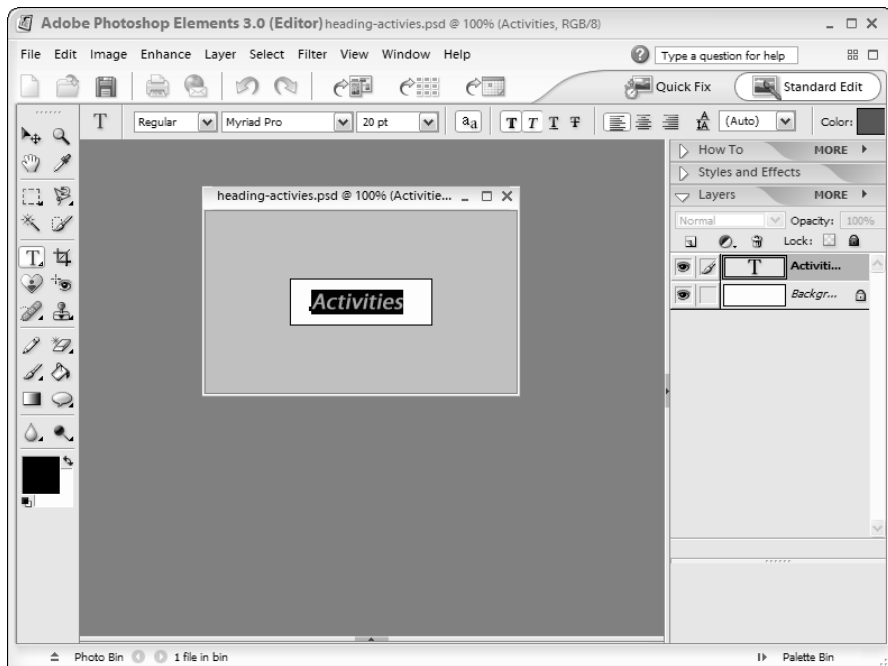 Adobe Photoshop Elements 3.0 (Editor) heading-activies.psd @ 100% (Activities, RGB/8)
File Edit Image Enhance Layer Select Filter View Window Help Type a question for help
Quick Fix Standard Edit
T Regular Myriad Pro 20 pt aa T T T T (Auto) Color:
How To MORE
Styles and Effects
Layers MORE
Normal Opacity: 100%
Lock:
T Activiti...
Backgr...
heading-activies.psd @ 100% (Activitie...
Activities
Photo Bin 1 file in bin Palette Bin